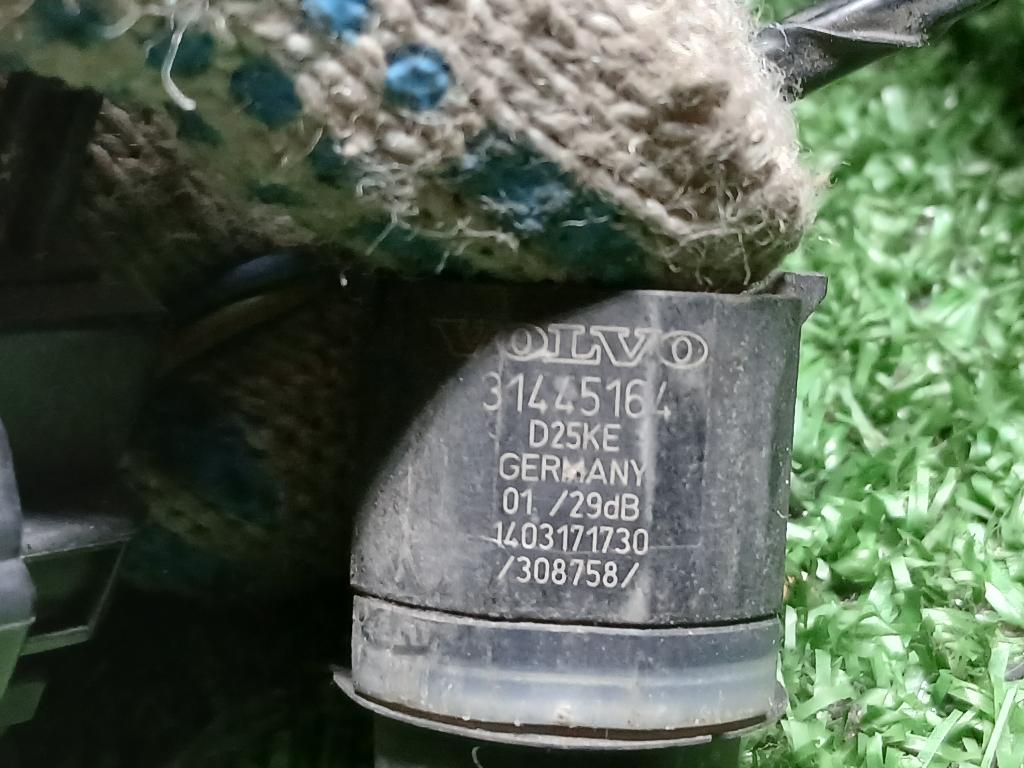 VOLVO
31445164
D25KE
GERMANY
01 /29dB
1403171730
/308758/